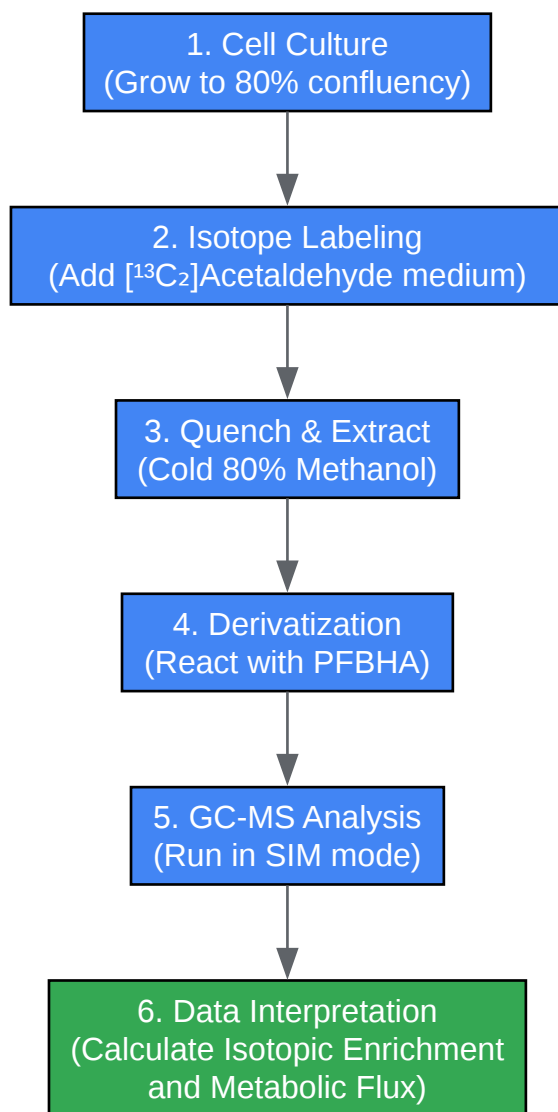 1. Cell Culture
(Grow to 80% confluency)
2. Isotope Labeling
(Add [¹³C₂]Acetaldehyde medium)
3. Quench & Extract
(Cold 80% Methanol)
4. Derivatization
(React with PFBHA)
5. GC-MS Analysis
(Run in SIM mode)
6. Data Interpretation
(Calculate Isotopic Enrichment
and Metabolic Flux)